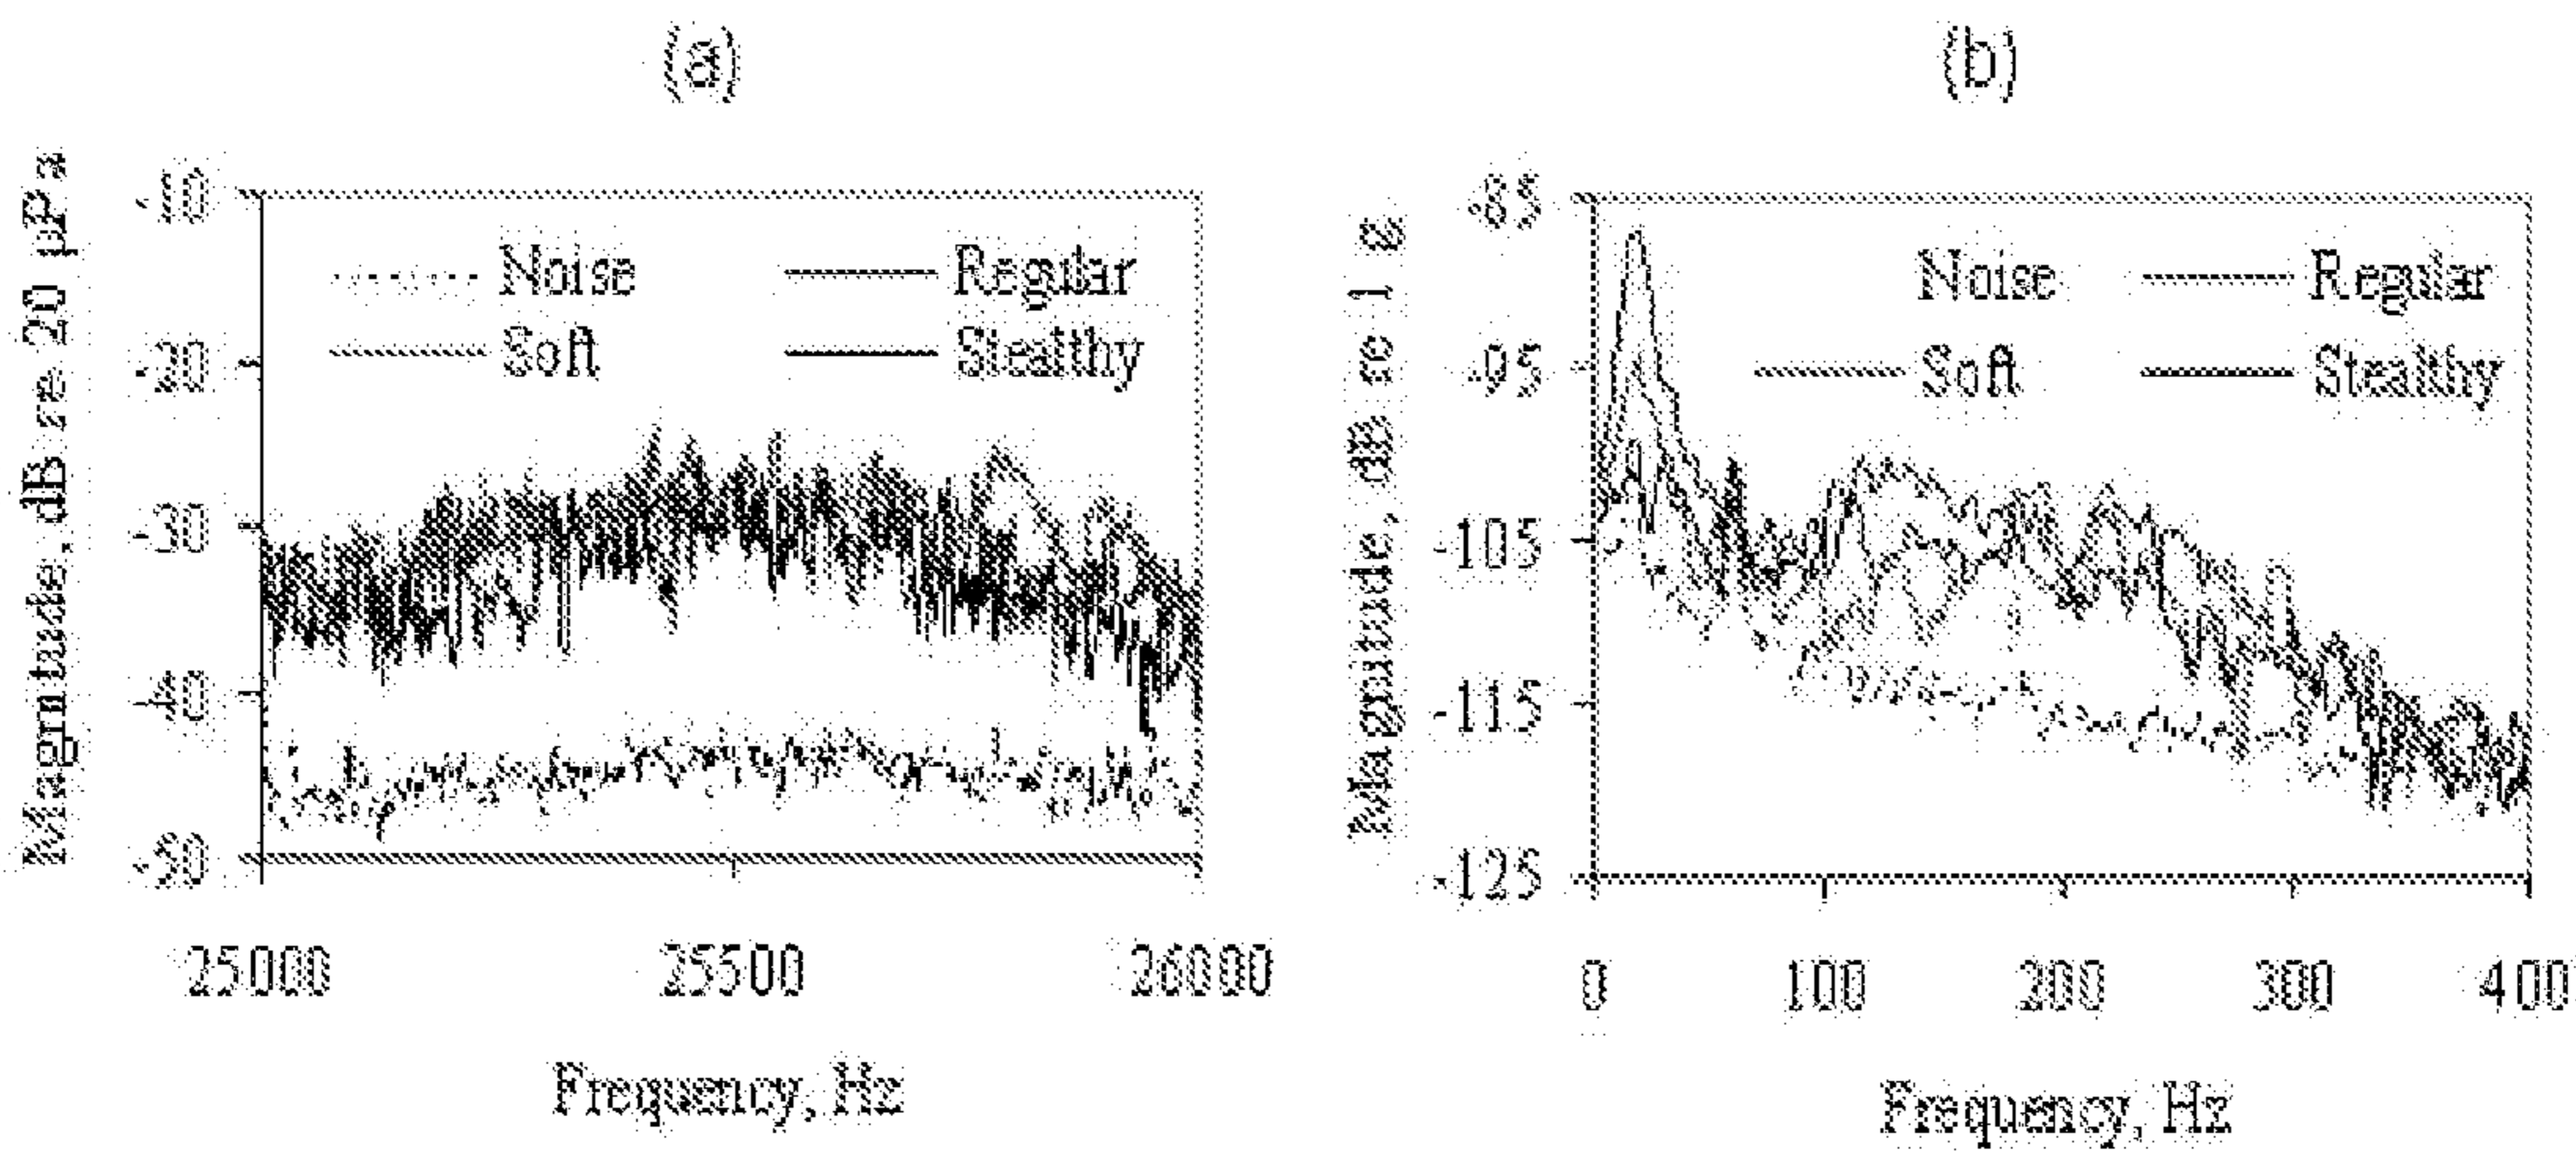 (a)
Magnitude, dB re 20 µPa
-10
-20
-30
-40
-50
Noise
Regular
Soft
Stealthy
25000
25500
26000
Frequency, Hz
(b)
Magnitude, dB re 1 g
-85
-95
-105
-115
-125
Noise
Regular
Soft
Stealthy
0
100
200
300
400
Frequency, Hz